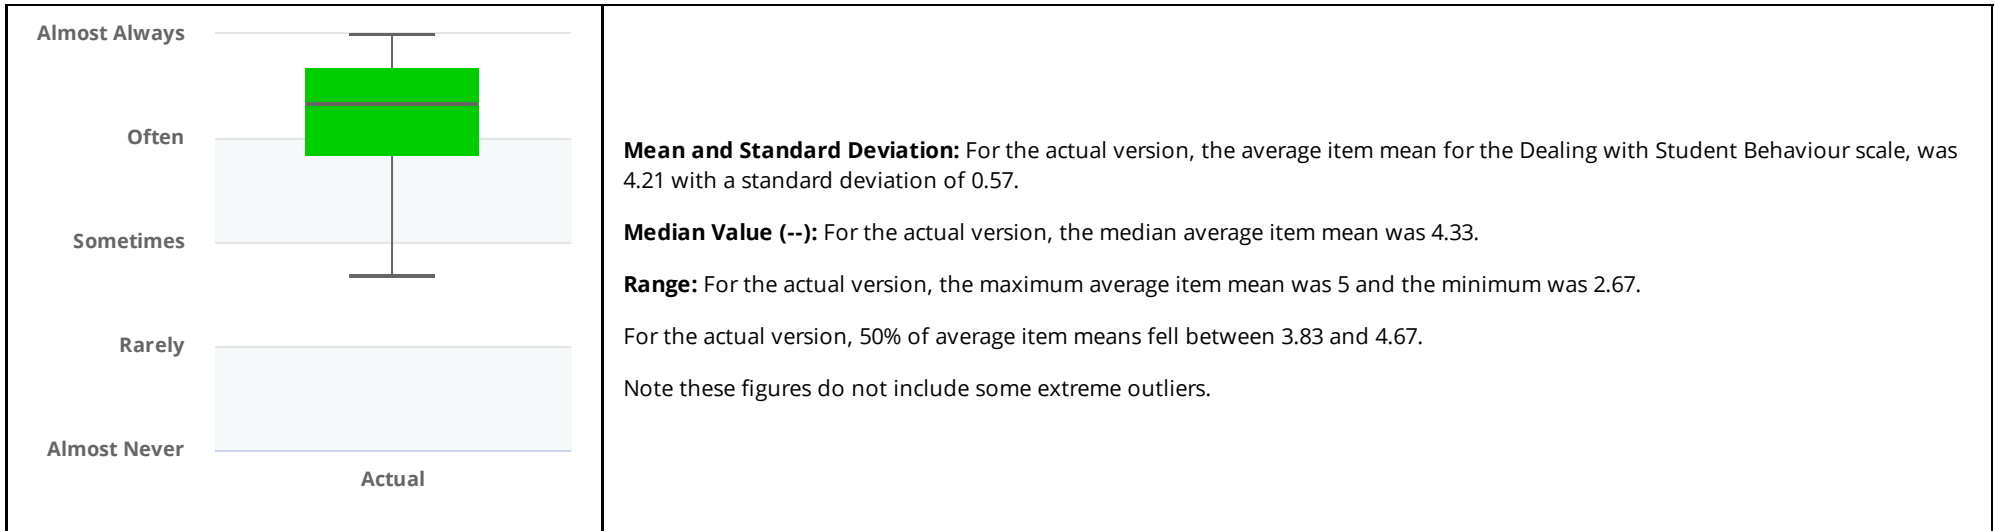 Almost Always
Often
Sometimes
Rarely
Almost Never
Actual
Mean and Standard Deviation: For the actual version, the average item mean for the Dealing with Student Behaviour scale, was
4.21 with a standard deviation of 0.57.
Median Value (--): For the actual version, the median average item mean was 4.33.
Range: For the actual version, the maximum average item mean was 5 and the minimum was 2.67.
For the actual version, 50% of average item means fell between 3.83 and 4.67.
Note these figures do not include some extreme outliers.